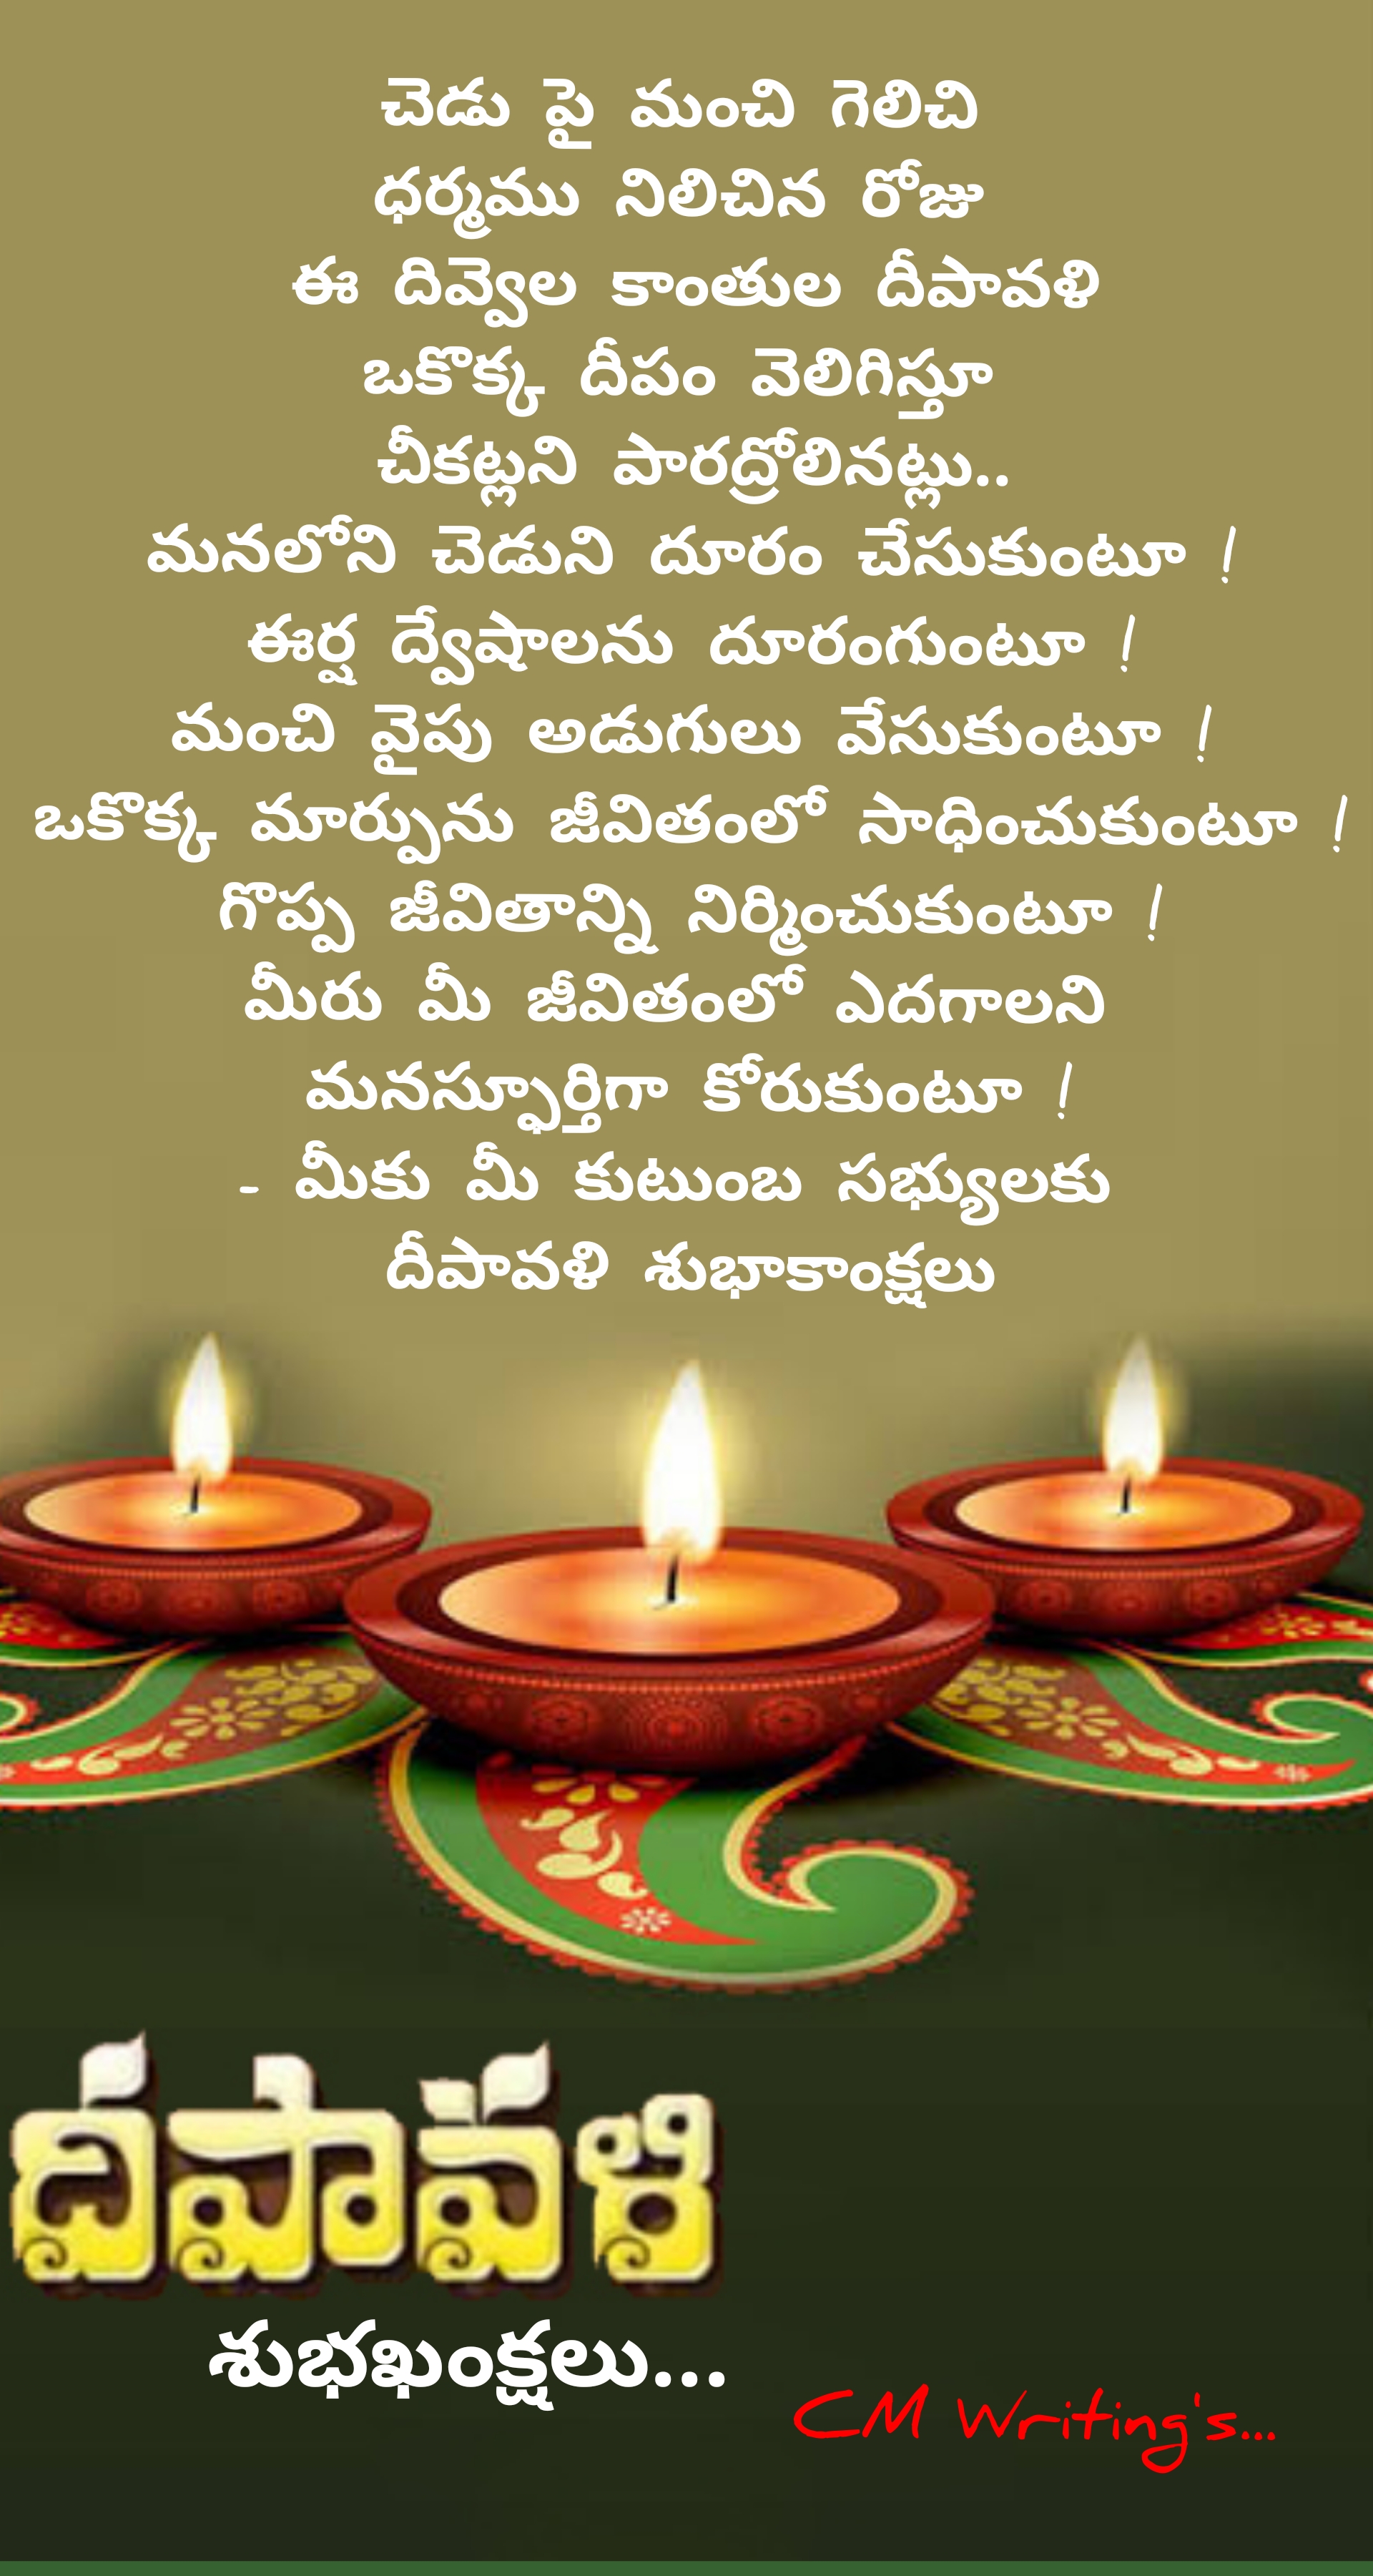 చెడు పై మంచి గెలిచి
ధర్మము నిలిచిన రోజు
ఈ దివ్వెల కాంతుల దీపావళి
ఒకొక్క దీపం వెలిగిస్తూ
చీకట్లని పారద్రోలినట్లు..
మనలోని చెడుని దూరం చేసుకుంటూ !
ఈర్ష ద్వేషాలను దూరంగుంటూ !
మంచి వైపు అడుగులు వేసుకుంటూ !
ఒకొక్క మార్పును జీవితంలో సాధించుకుంటూ !
గొప్ప జీవితాన్ని నిర్మించుకుంటూ !
మీరు మీ జీవితంలో ఎదగాలని
మనస్ఫూర్తిగా కోరుకుంటూ !
- మీకు మీ కుటుంబ సభ్యులకు
దీపావళి శుభాకాంక్షలు
దీపావళి
శుభఖంక్షలు...
CM Writing's...